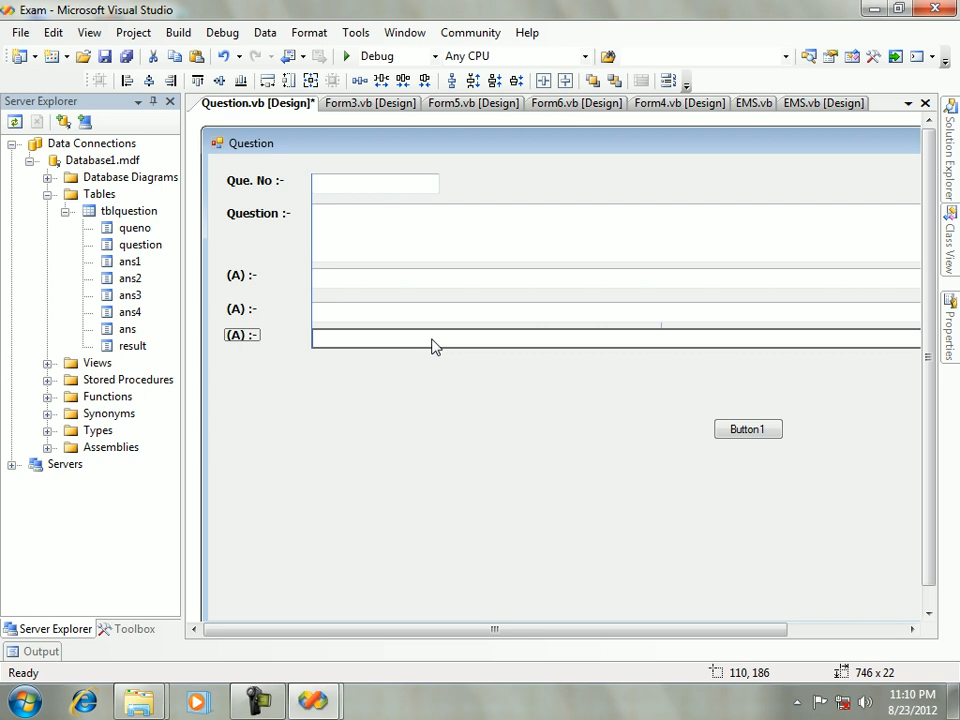 Exam - Microsoft Visual Studio
File Edit View Project Build Debug Data Format Tools Window Community Help
Debug Any CPU
Server Explorer
Question.vb [Design]* Form3.vb [Design] Form5.vb [Design] Form6.vb [Design] Form4.vb [Design] EMS.vb EMS.vb [Design]
Data Connections
Database1.mdf
Database Diagrams
Tables
tblquestion
queno
question
ans1
ans2
ans3
ans4
ans
result
Views
Stored Procedures
Functions
Synonyms
Types
Assemblies
Servers
Question
Que. No :-
Question :-
(A) :-
(A) :-
(A) :-
Button1
Solution Explorer
Class View
Properties
Server Explorer Toolbox
Output
Ready 110, 186 746 x 22
11:10 PM
8/23/2012